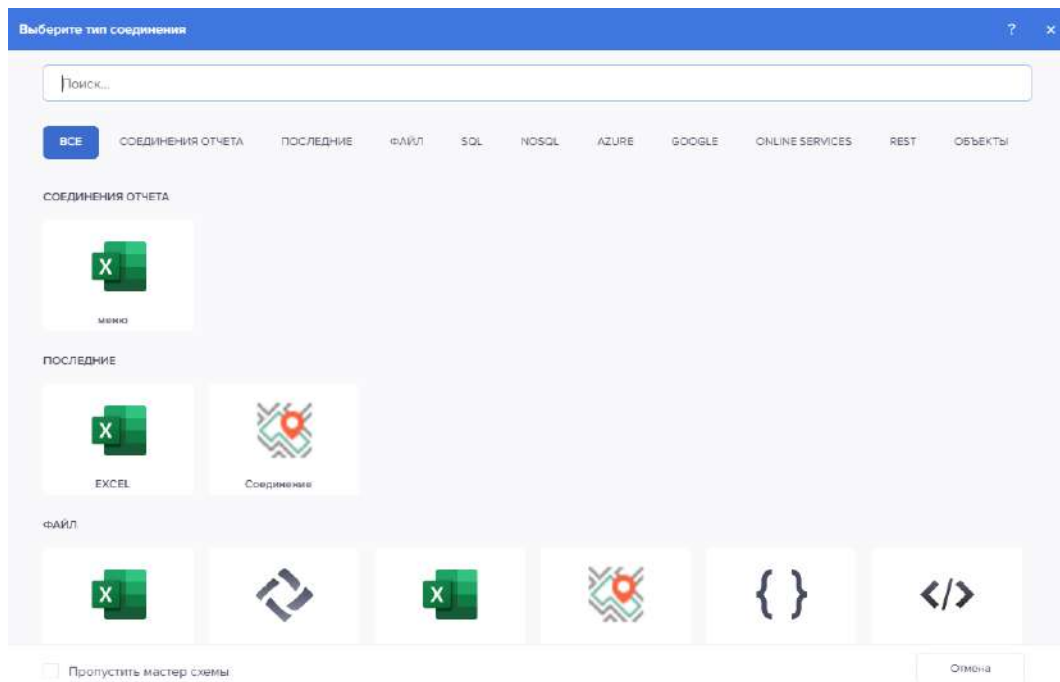 Выберите тип соединения ? ×
Поиск...
ВСЕ СОЕДИНЕНИЯ ОТЧЕТА ПОСЛЕДНИЕ ФАЙЛ SQL NOSQL AZURE GOOGLE ONLINE SERVICES REST ОБЪЕКТЫ
СОЕДИНЕНИЯ ОТЧЕТА
меню
ПОСЛЕДНИЕ
EXCEL Соединение
ФАЙЛ
Пропустить мастер схемы Отмена